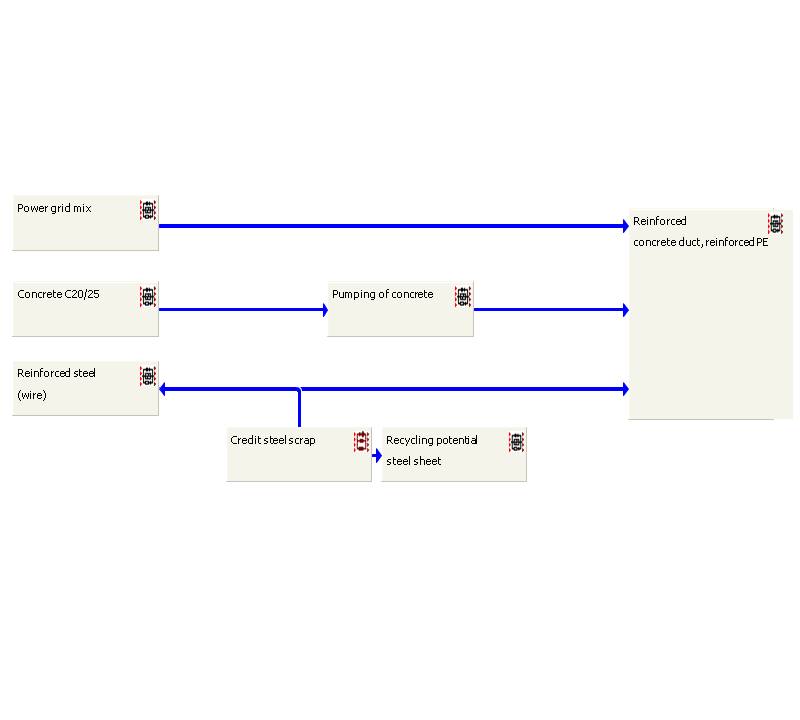 Power grid mix
Reinforced
concrete duct, reinforced PE
Concrete C20/25
Pumping of concrete
Reinforced steel
(wire)
Credit steel scrap
Recycling potential
steel sheet